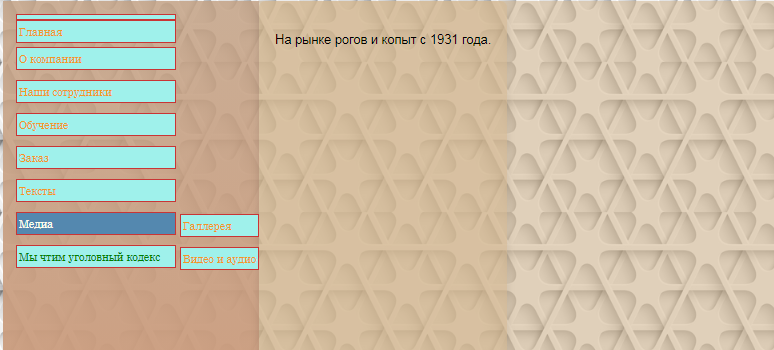 Главная
О компании
Наши сотрудники
Обучение
Заказ
Тексты
Медиа
Галлерея
Мы чтим уголовный кодекс
Видео и аудио
На рынке рогов и копыт с 1931 года.